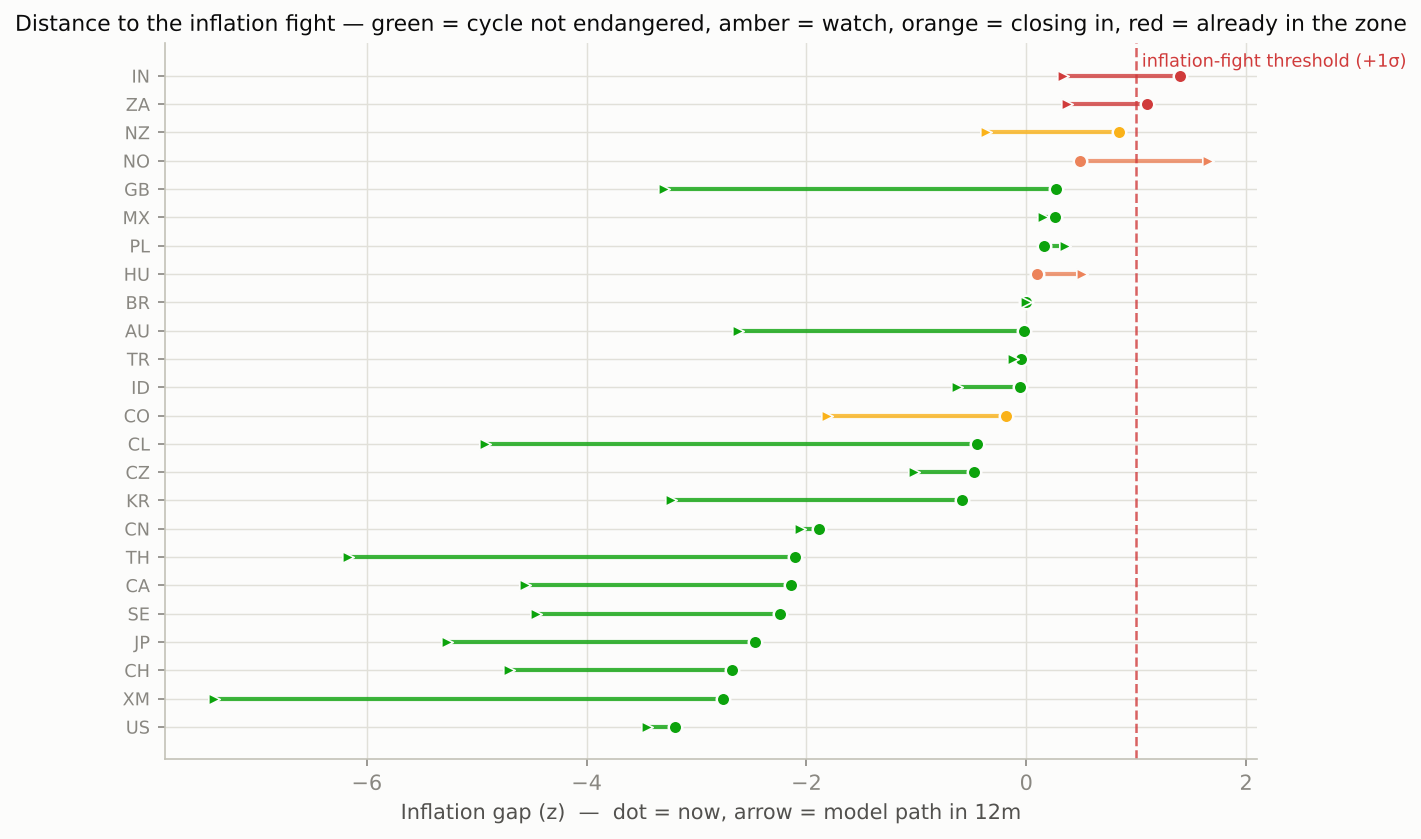 Distance to the inflation fight — green = cycle not endangered, amber = watch, orange = closing in, red = already in the zone
inflation-fight threshold (+1σ)
IN
ZA
NZ
NO
GB
MX
PL
HU
BR
AU
TR
ID
CO
CL
CZ
KR
CN
TH
CA
SE
JP
CH
XM
US
−6 −4 −2 0 2
Inflation gap (z) — dot = now, arrow = model path in 12m